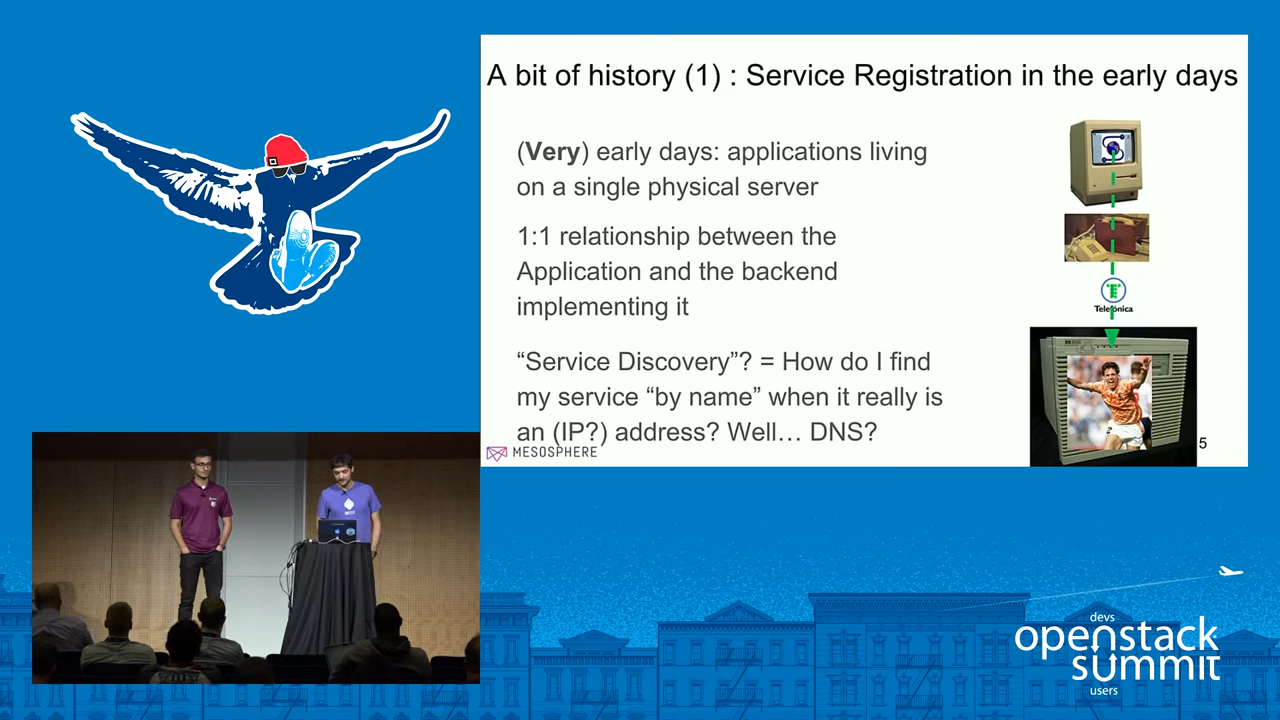 A bit of history (1) : Service Registration in the early days
(Very) early days: applications living
on a single physical server
1:1 relationship between the
Application and the backend
implementing it
“Service Discovery”? = How do I find
my service “by name” when it really is
an (IP?) address? Well… DNS?
Telefónica
MESOSPHERE
5
devs
openstack
summit
users